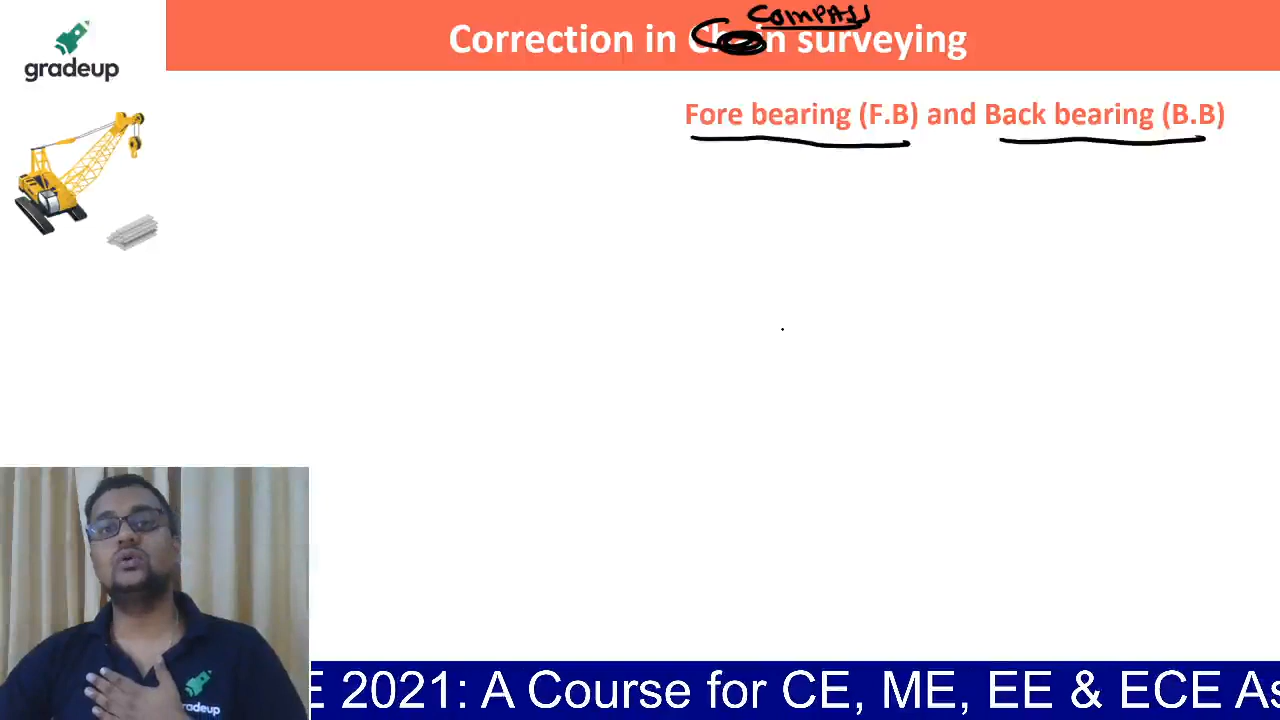 COMPASS
Correction in Chain surveying
gradeup
Fore bearing (F.B) and Back bearing (B.B)
gradeup
E 2021: A Course for CE, ME, EE & ECE As